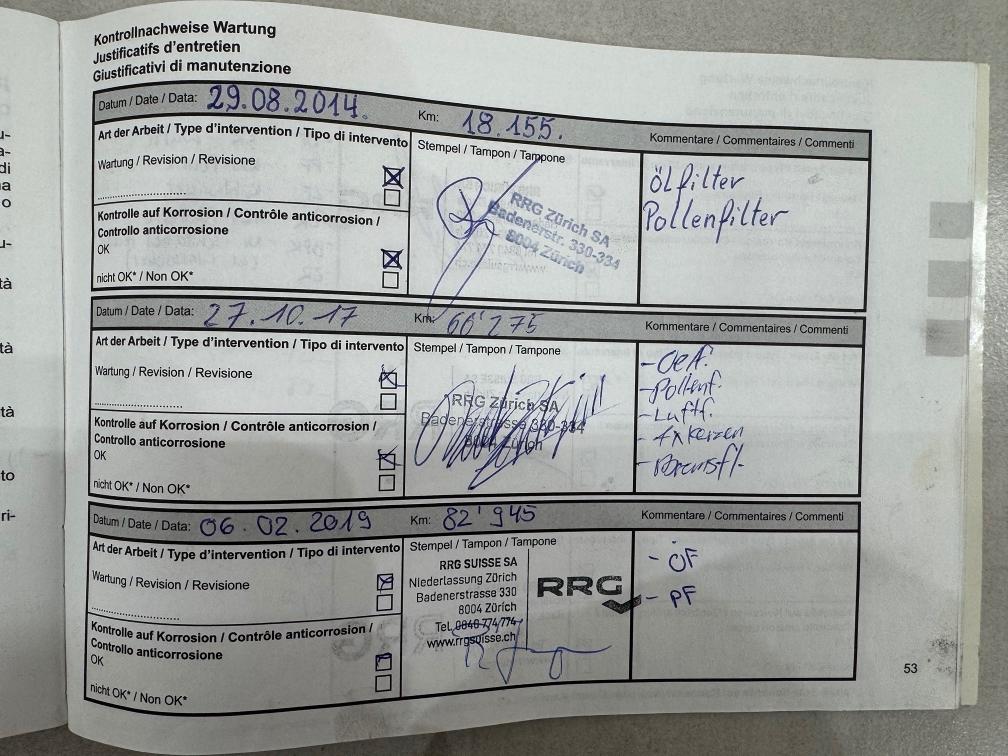 Kontrollnachweise Wartung
Justificatifs d'entretien
Giustificativi di manutenzione
Datum / Date / Data: 29.08.2014. Km: 18.155.
Art der Arbeit / Type d'intervention / Tipo di intervento
Stempel / Tampon / Tampone
Kommentare / Commentaires / Commenti
Wartung / Revision / Revisione
Kontrolle auf Korrosion / Contrôle anticorrosion /
Controllo anticorrosione
OK
nicht OK* / Non OK*
RRG Zürich SA
Badenerstr. 330-334
8004 Zürich
Ölfilter
Pollenfilter
Datum / Date / Data: 27.10.17 Km: 66'275
Art der Arbeit / Type d'intervention / Tipo di intervento
Stempel / Tampon / Tampone
Kommentare / Commentaires / Commenti
Wartung / Revision / Revisione
Kontrolle auf Korrosion / Contrôle anticorrosion /
Controllo anticorrosione
OK
nicht OK* / Non OK*
RRG Zürich SA
Badenerstrasse 330-334
8004 Zürich
- Oelf.
- Pollenf.
- Luftf.
- 4x Kerzen
- Bremsfl.
Datum / Date / Data: 06.02.2019 Km: 82'945
Art der Arbeit / Type d'intervention / Tipo di intervento
Stempel / Tampon / Tampone
Kommentare / Commentaires / Commenti
Wartung / Revision / Revisione
Kontrolle auf Korrosion / Contrôle anticorrosion /
Controllo anticorrosione
OK
nicht OK* / Non OK*
RRG SUISSE SA
Niederlassung Zürich
Badenerstrasse 330
8004 Zürich
Tel. 0848 774 774
www.rrgsuisse.ch
RRG
- ÖF
- PF
53